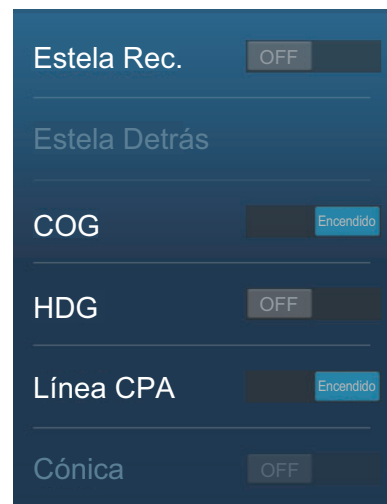 Estela Rec. OFF
Estela Detrás
COG Encendido
HDG OFF
Línea CPA Encendido
Cónica OFF